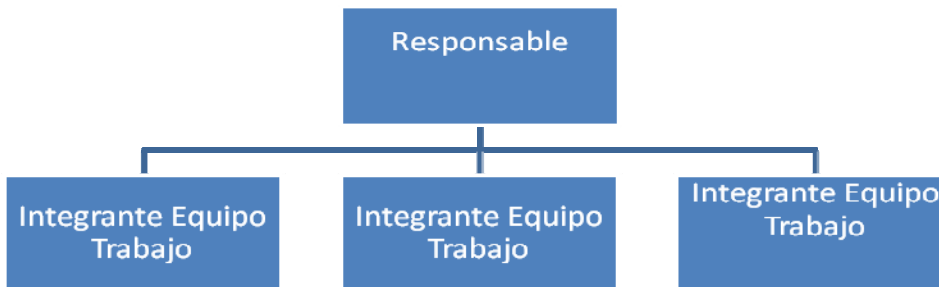 Responsable
Integrante Equipo
Trabajo
Integrante Equipo
Trabajo
Integrante Equipo
Trabajo